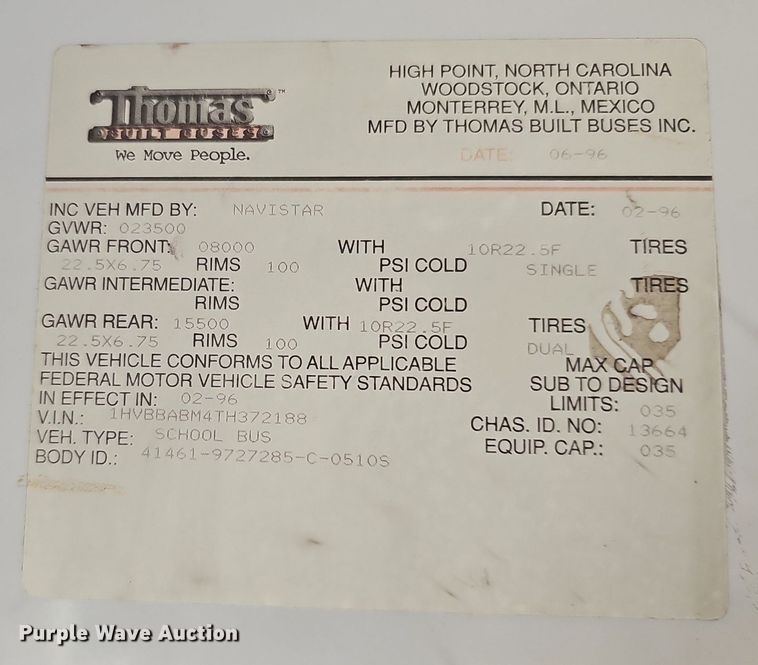 Thomas™
BUILT BUSES
We Move People.
HIGH POINT, NORTH CAROLINA
WOODSTOCK, ONTARIO
MONTERREY, M.L., MEXICO
MFD BY THOMAS BUILT BUSES INC.
DATE: 06-96
INC VEH MFD BY: NAVISTAR DATE: 02-96
GVWR: 023500
GAWR FRONT: 08000 WITH 10R22.5F TIRES
22.5X6.75 RIMS 100 PSI COLD SINGLE
GAWR INTERMEDIATE: WITH TIRES
RIMS PSI COLD
GAWR REAR: 15500 WITH 10R22.5F TIRES
22.5X6.75 RIMS 100 PSI COLD DUAL
THIS VEHICLE CONFORMS TO ALL APPLICABLE MAX CAP
FEDERAL MOTOR VEHICLE SAFETY STANDARDS SUB TO DESIGN
IN EFFECT IN: 02-96 LIMITS: 035
V.I.N.: 1HVBBABM4TH372188 CHAS. ID. NO: 13664
VEH. TYPE: SCHOOL BUS EQUIP. CAP.: 035
BODY ID.: 41461-9727285-C-0510S
Purple Wave Auction